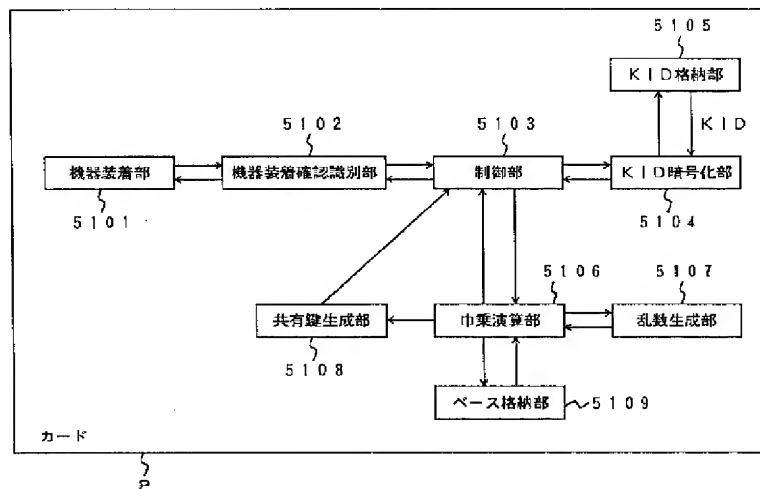 5105
KID格納部
KID
5102
5103
機器装着部
機器装着確認識別部
制御部
KID暗号化部
5101
5104
5106
5107
共有鍵生成部
巾乗演算部
乱数生成部
5108
ベース格納部
5109
カード
2